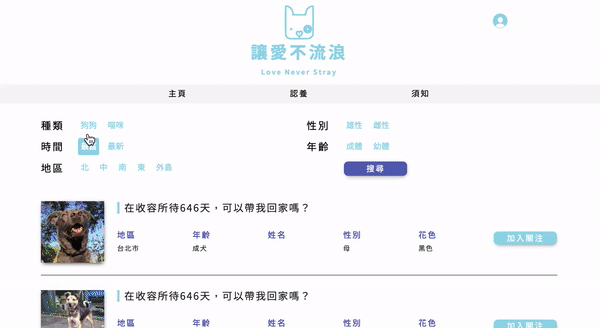 讓愛不流浪
Love Never Stray
主頁 認養 須知
種類 狗狗 喵咪 性別 雄性 雌性
時間 最新 年齡 成體 幼體
地區 北 中 南 東 外島 搜尋
在收容所待646天，可以帶我回家嗎？
地區 年齡 姓名 性別 花色
台北市 成犬 母 黑色
加入關注
在收容所待646天，可以帶我回家嗎？
地區 年齡 姓名 性別 花色
加入關注